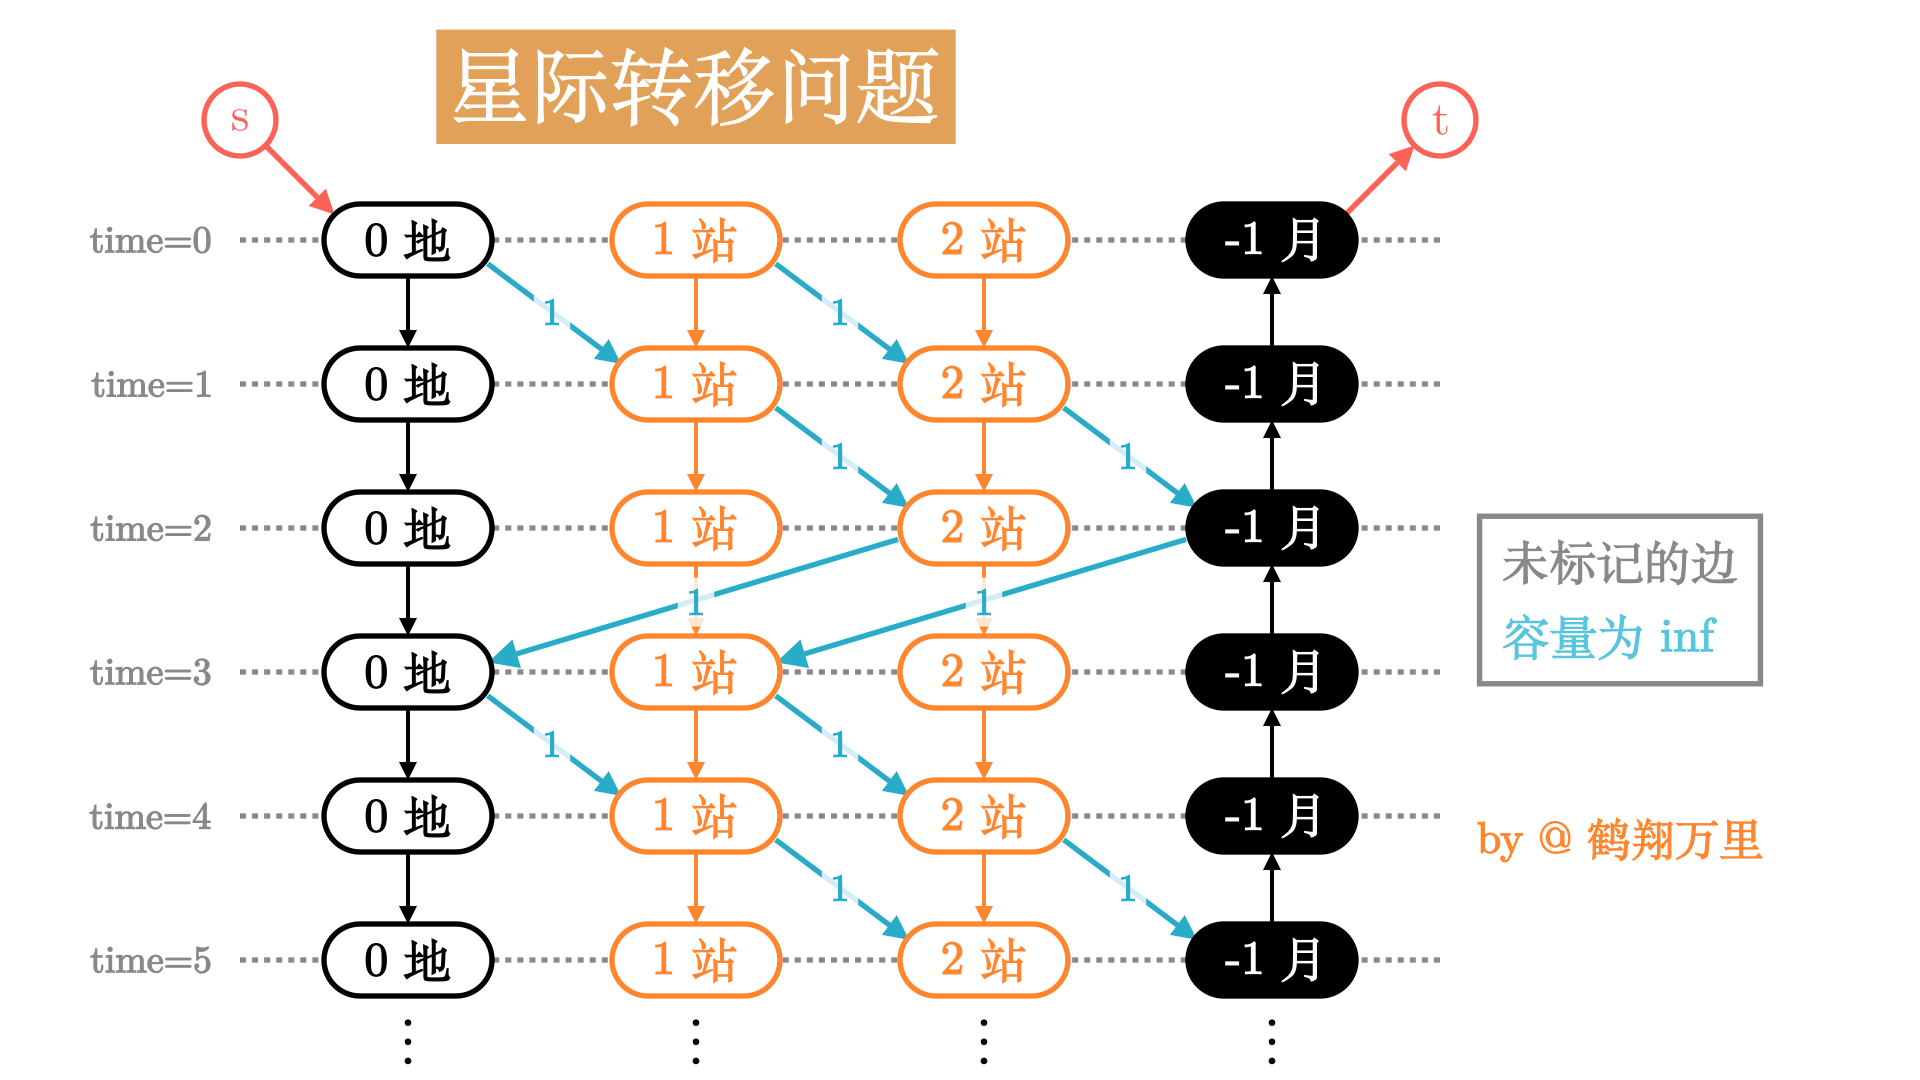 星际转移问题
s
t
time=0
0 地
1 站
2 站
-1 月
1
1
time=1
0 地
1 站
2 站
-1 月
1
1
time=2
0 地
1 站
2 站
-1 月
未标记的边
1
1
容量为 inf
time=3
0 地
1 站
2 站
-1 月
1
1
time=4
0 地
1 站
2 站
-1 月
by @ 鹤翔万里
1
1
time=5
0 地
1 站
2 站
-1 月